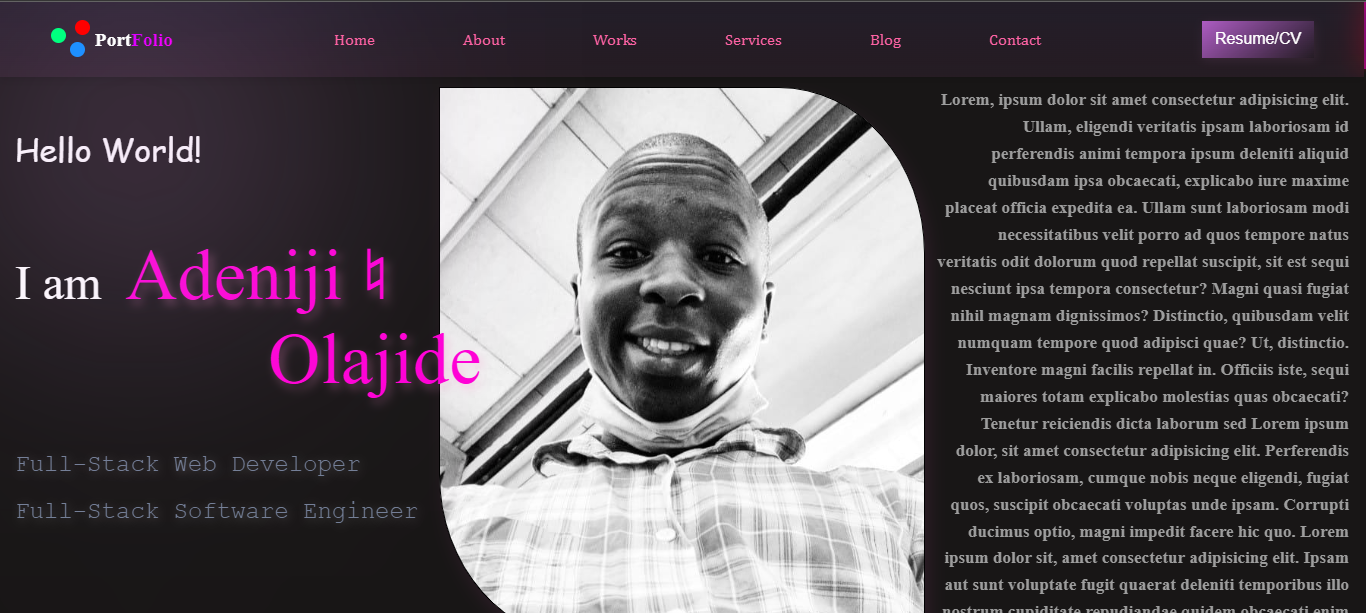 PortFolio
Home
About
Works
Services
Blog
Contact
Resume/CV
Hello World!
I am Adeniji ♮
Olajide
Full-Stack Web Developer
Full-Stack Software Engineer
Lorem, ipsum dolor sit amet consectetur adipisicing elit.
Ullam, eligendi veritatis ipsam laboriosam id
perferendis animi tempora ipsum deleniti aliquid
quibusdam ipsa obcaecati, explicabo iure maxime
placeat officia expedita ea. Ullam sunt laboriosam modi
necessitatibus velit porro ad quos tempore natus
veritatis odit dolorum quod repellat suscipit, sit est sequi
nesciunt ipsa tempora consectetur? Magni quasi fugiat
nihil magnam dignissimos? Distinctio, quibusdam velit
numquam tempore quod adipisci quae? Ut, distinctio.
Inventore magni facilis repellat in. Officiis iste, sequi
maiores totam explicabo molestias quas obcaecati?
Tenetur reiciendis dicta laborum sed Lorem ipsum
dolor, sit amet consectetur adipisicing elit. Perferendis
ex laboriosam, cumque nobis neque eligendi, fugiat
quos, suscipit obcaecati voluptas unde ipsam. Corrupti
ducimus optio, magni impedit facere hic quo. Lorem
ipsum dolor sit, amet consectetur adipisicing elit. Ipsam
aut sunt voluptate fugit quaerat deleniti temporibus illo
nostrum cupiditate repudiandae quidem obcaecati enim